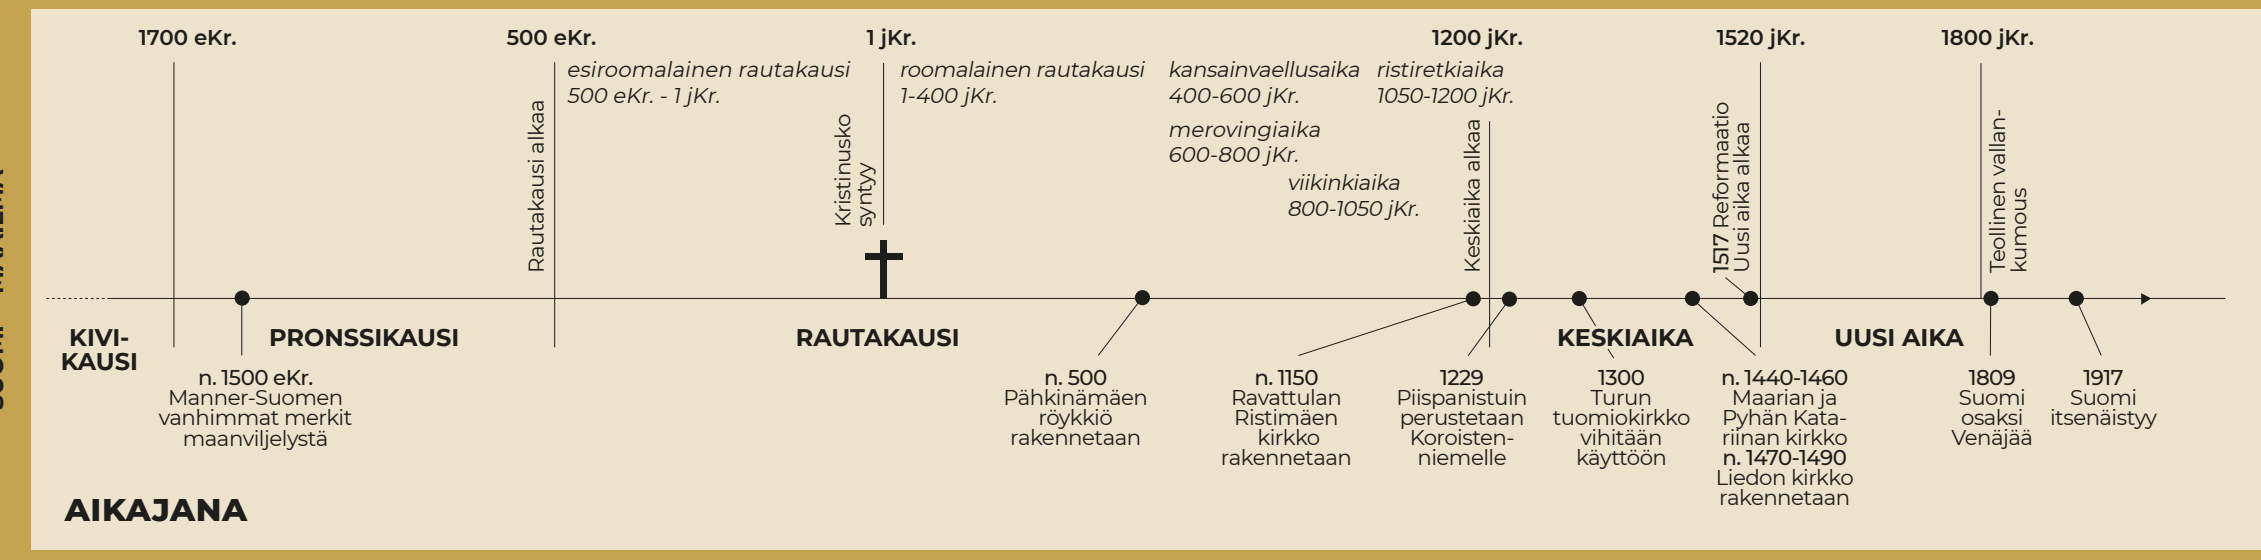 1700 eKr.
500 eKr.
1 jKr.
1200 jKr.
1520 jKr.
1800 jKr.
esiroomalainen rautakausi
500 eKr. - 1 jKr.
roomalainen rautakausi
1-400 jKr.
kansainvaellusaika
400-600 jKr.
ristiretkiaika
1050-1200 jKr.
merovingiaika
600-800 jKr.
viikinkiaika
800-1050 jKr.
Rautakausi alkaa
Kristinusko
syntyy
Keskiaika alkaa
1517 Reformaatio
Uusi aika alkaa
Teollinen vallan-
kumous
KIVI-
KAUSI
PRONSSIKAUSI
RAUTAKAUSI
KESKIAIKA
UUSI AIKA
n. 1500 eKr.
Manner-Suomen
vanhimmat merkit
maanviljelystä
n. 500
Pähkinämäen
röykkiö
rakennetaan
n. 1150
Ravattulan
Ristimäen
kirkko
rakennetaan
1229
Piispanistuin
perustetaan
Koroisten-
niemelle
1300
Turun
tuomiokirkko
vihitään
käyttöön
n. 1440-1460
Maarian ja
Pyhän Kata-
riinan kirkko
n. 1470-1490
Liedon kirkko
rakennetaan
1809
Suomi
osaksi
Venäjää
1917
Suomi
itsenäistyy
AIKAJANA